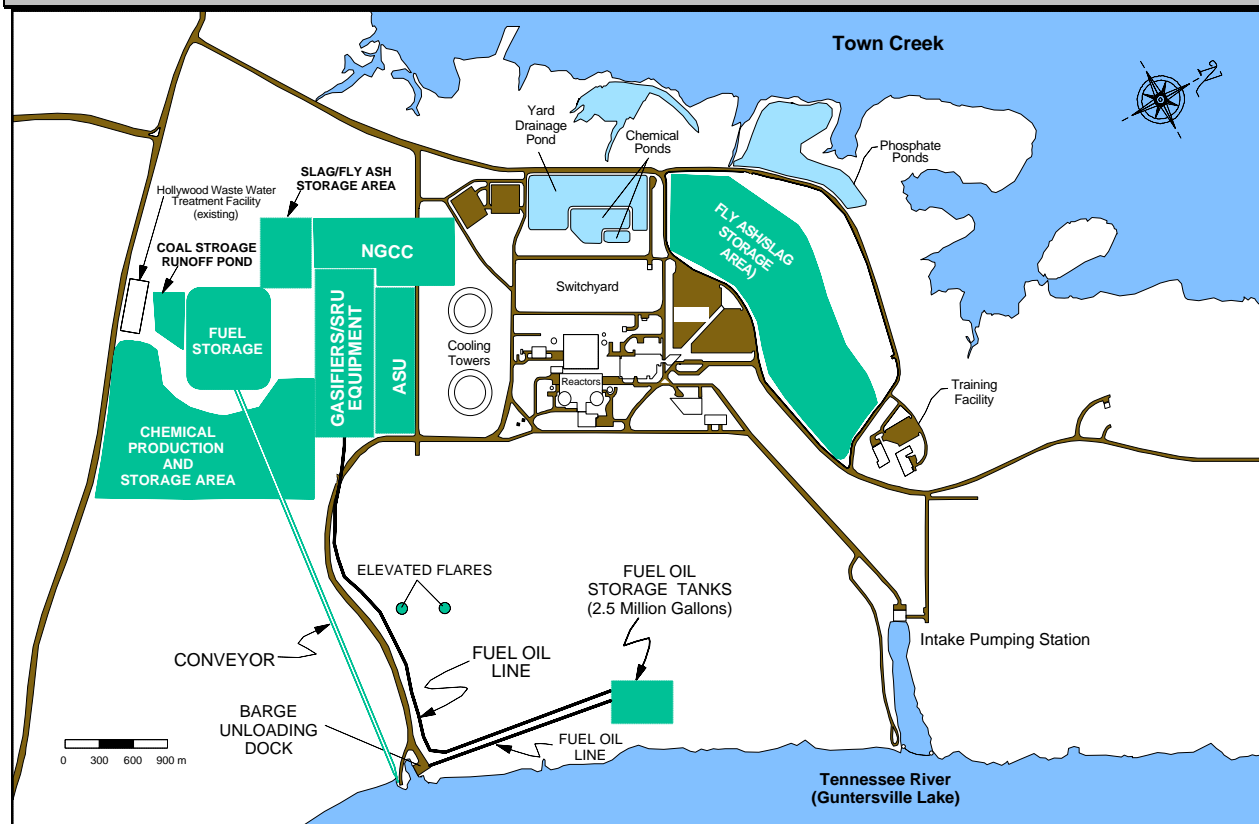 Town Creek
N
Yard
Drainage
Pond
Chemical
Ponds
Phosphate
Ponds
SLAG/FLY ASH
STORAGE AREA
Hollywood Waste Water
Treatment Facility
(existing)
COAL STROAGE
RUNOFF POND
NGCC
FLY ASH/SLAG
STORAGE
AREA)
Switchyard
FUEL
STORAGE
GASIFIERS/SRU
EQUIPMENT
ASU
Cooling
Towers
Reactors
Training
Facility
CHEMICAL
PRODUCTION
AND
STORAGE AREA
ELEVATED FLARES
FUEL OIL
STORAGE TANKS
(2.5 Million Gallons)
Intake Pumping Station
CONVEYOR
FUEL OIL
LINE
BARGE
UNLOADING
DOCK
FUEL OIL
LINE
0 300 600 900 m
Tennessee River
(Guntersville Lake)